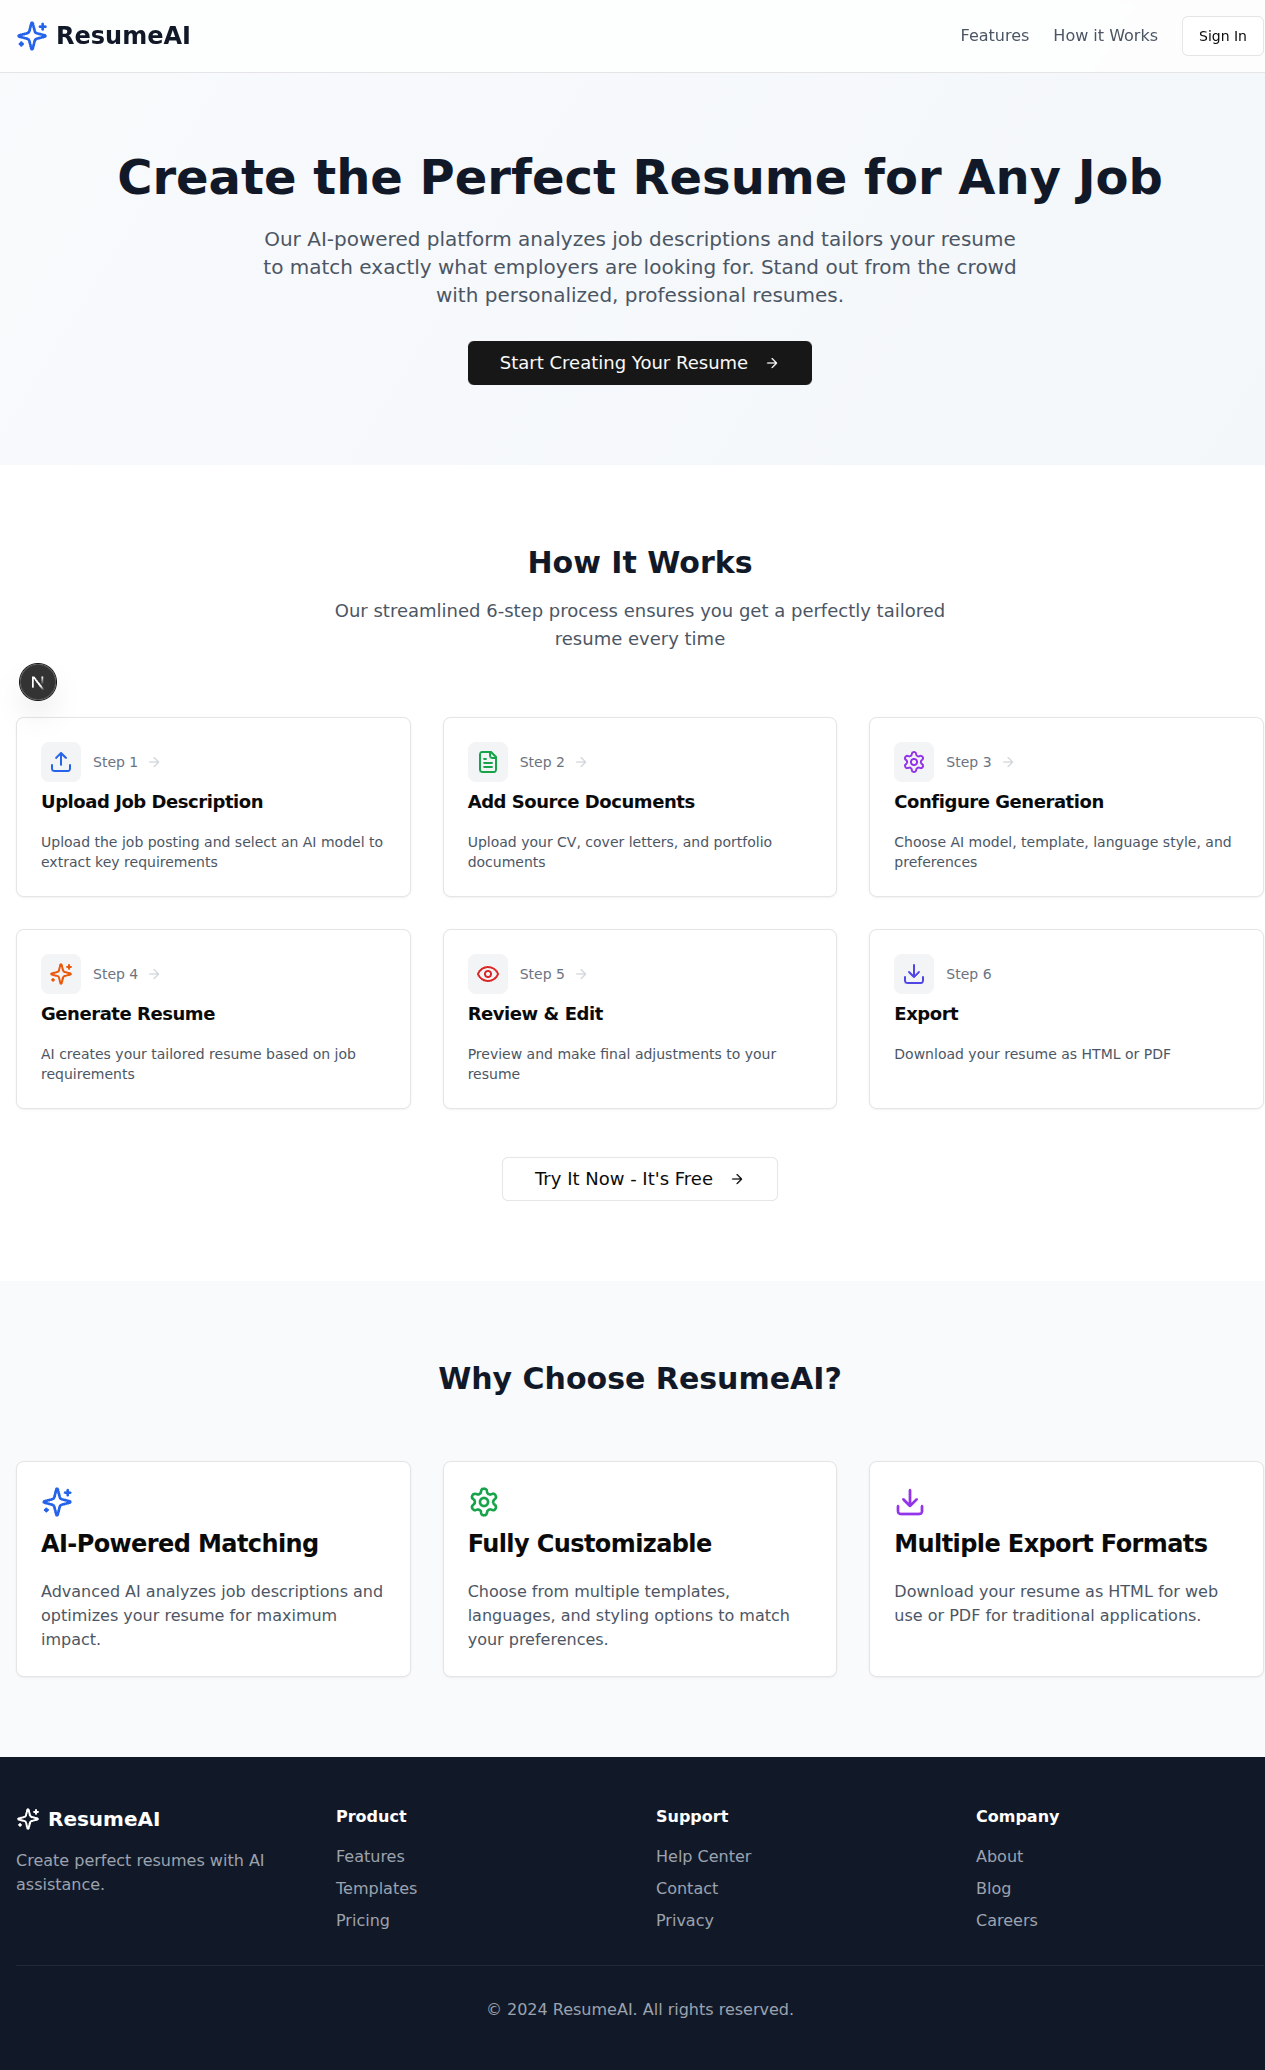 ResumeAI
Features
How it Works
Sign In
Create the Perfect Resume for Any Job
Our AI-powered platform analyzes job descriptions and tailors your resume
to match exactly what employers are looking for. Stand out from the crowd
with personalized, professional resumes.
Start Creating Your Resume
How It Works
Our streamlined 6-step process ensures you get a perfectly tailored
resume every time
N
Step 1
Upload Job Description
Upload the job posting and select an AI model to
extract key requirements
Step 2
Add Source Documents
Upload your CV, cover letters, and portfolio
documents
Step 3
Configure Generation
Choose AI model, template, language style, and
preferences
Step 4
Generate Resume
AI creates your tailored resume based on job
requirements
Step 5
Review & Edit
Preview and make final adjustments to your
resume
Step 6
Export
Download your resume as HTML or PDF
Try It Now - It's Free
Why Choose ResumeAI?
AI-Powered Matching
Advanced AI analyzes job descriptions and
optimizes your resume for maximum
impact.
Fully Customizable
Choose from multiple templates,
languages, and styling options to match
your preferences.
Multiple Export Formats
Download your resume as HTML for web
use or PDF for traditional applications.
ResumeAI
Create perfect resumes with AI
assistance.
Product
Features
Templates
Pricing
Support
Help Center
Contact
Privacy
Company
About
Blog
Careers
© 2024 ResumeAI. All rights reserved.